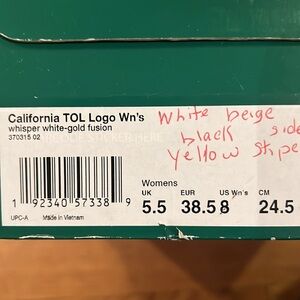 California TOL Logo Wn's
whisper white-gold fusion
370315 02
White beige
black side
yellow stripe
Womens
UK EUR US Wn's CM
5.5 38.5 8 24.5
1 92340 57338 9
UPC-A Made in Vietnam